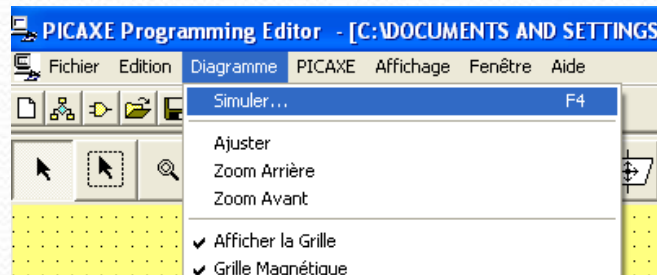 PICAXE Programming Editor - [C:\DOCUMENTS AND SETTINGS
Fichier Edition Diagramme PICAXE Affichage Fenêtre Aide
Simuler... F4
Ajuster
Zoom Arrière
Zoom Avant
Afficher la Grille
Grille Magnétique